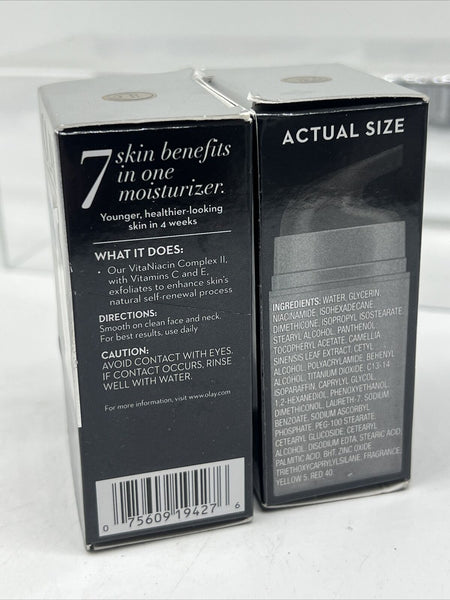 7 skin benefits
in one
moisturizer.
Younger, healthier-looking
skin in 4 weeks
WHAT IT DOES:
• Our VitaNiacin Complex II,
with Vitamins C and E,
exfoliates to enhance skin's
natural self-renewal process
DIRECTIONS:
Smooth on clean face and neck.
For best results, use daily
CAUTION:
AVOID CONTACT WITH EYES.
IF CONTACT OCCURS, RINSE
WELL WITH WATER.
For more information, visit www.olay.com
0 75609 19427 6
ACTUAL SIZE
INGREDIENTS: WATER, GLYCERIN,
NIACINAMIDE, ISOHEXADECANE,
DIMETHICONE, ISOPROPYL ISOSTEARATE,
STEARYL ALCOHOL, PANTHENOL,
TOCOPHERYL ACETATE, CAMELLIA
SINENSIS LEAF EXTRACT, CETYL
ALCOHOL, POLYACRYLAMIDE, BEHENYL
ALCOHOL, TITANIUM DIOXIDE, C13-14
ISOPARAFFIN, CAPRYLYL GLYCOL,
1,2-HEXANEDIOL, PHENOXYETHANOL,
DIMETHICONOL, LAURETH-7, SODIUM
BENZOATE, SODIUM ASCORBYL
PHOSPHATE, PEG-100 STEARATE,
CETEARYL GLUCOSIDE, CETEARYL
ALCOHOL, DISODIUM EDTA, STEARIC ACID,
PALMITIC ACID, BHT, ZINC OXIDE,
TRIETHOXYCAPRYLYLSILANE, FRAGRANCE,
YELLOW 5, RED 40.